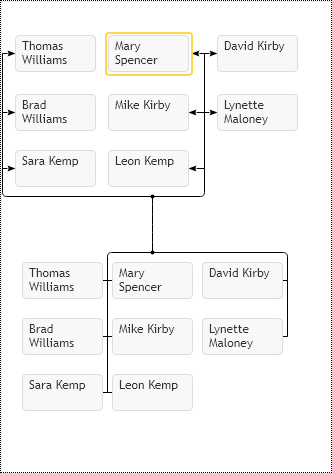 Thomas
Williams
Mary
Spencer
David Kirby
Brad
Williams
Mike Kirby
Lynette
Maloney
Sara Kemp
Leon Kemp
Thomas
Williams
Mary
Spencer
David Kirby
Brad
Williams
Mike Kirby
Lynette
Maloney
Sara Kemp
Leon Kemp